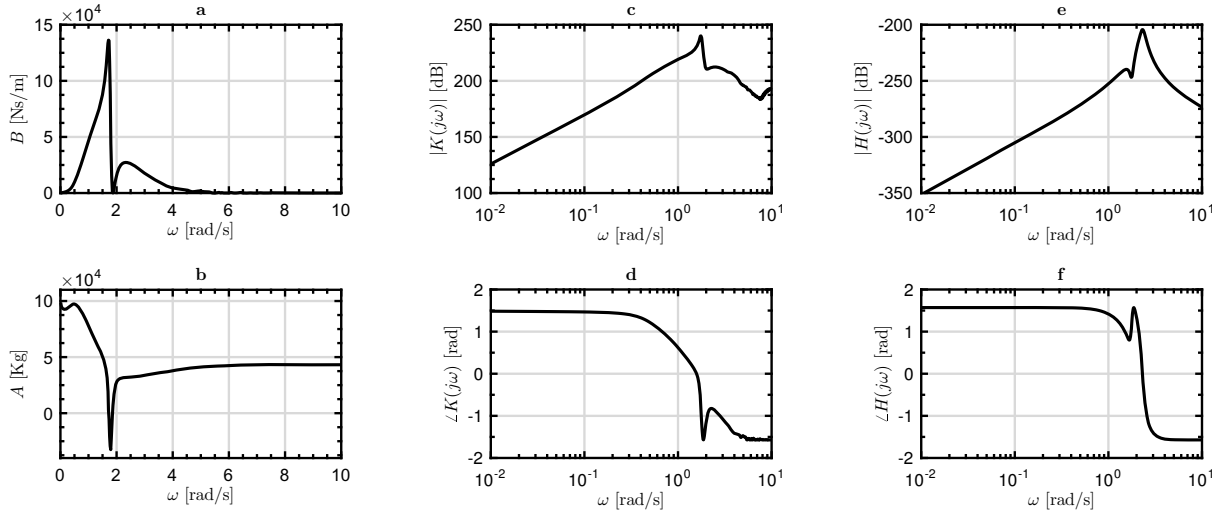 a
×10⁴
15
10
5
0
B [Ns/m]
0 2 4 6 8 10
ω [rad/s]
c
250
200
150
100
|K(jω)| [dB]
10⁻² 10⁻¹ 10⁰ 10¹
ω [rad/s]
e
-200
-250
-300
-350
|H(jω)| [dB]
10⁻² 10⁻¹ 10⁰ 10¹
ω [rad/s]
b
×10⁴
10
5
0
A [Kg]
0 2 4 6 8 10
ω [rad/s]
d
2
1
0
-1
-2
∠K(jω) [rad]
10⁻² 10⁻¹ 10⁰ 10¹
ω [rad/s]
f
2
1
0
-1
-2
∠H(jω) [rad]
10⁻² 10⁻¹ 10⁰ 10¹
ω [rad/s]